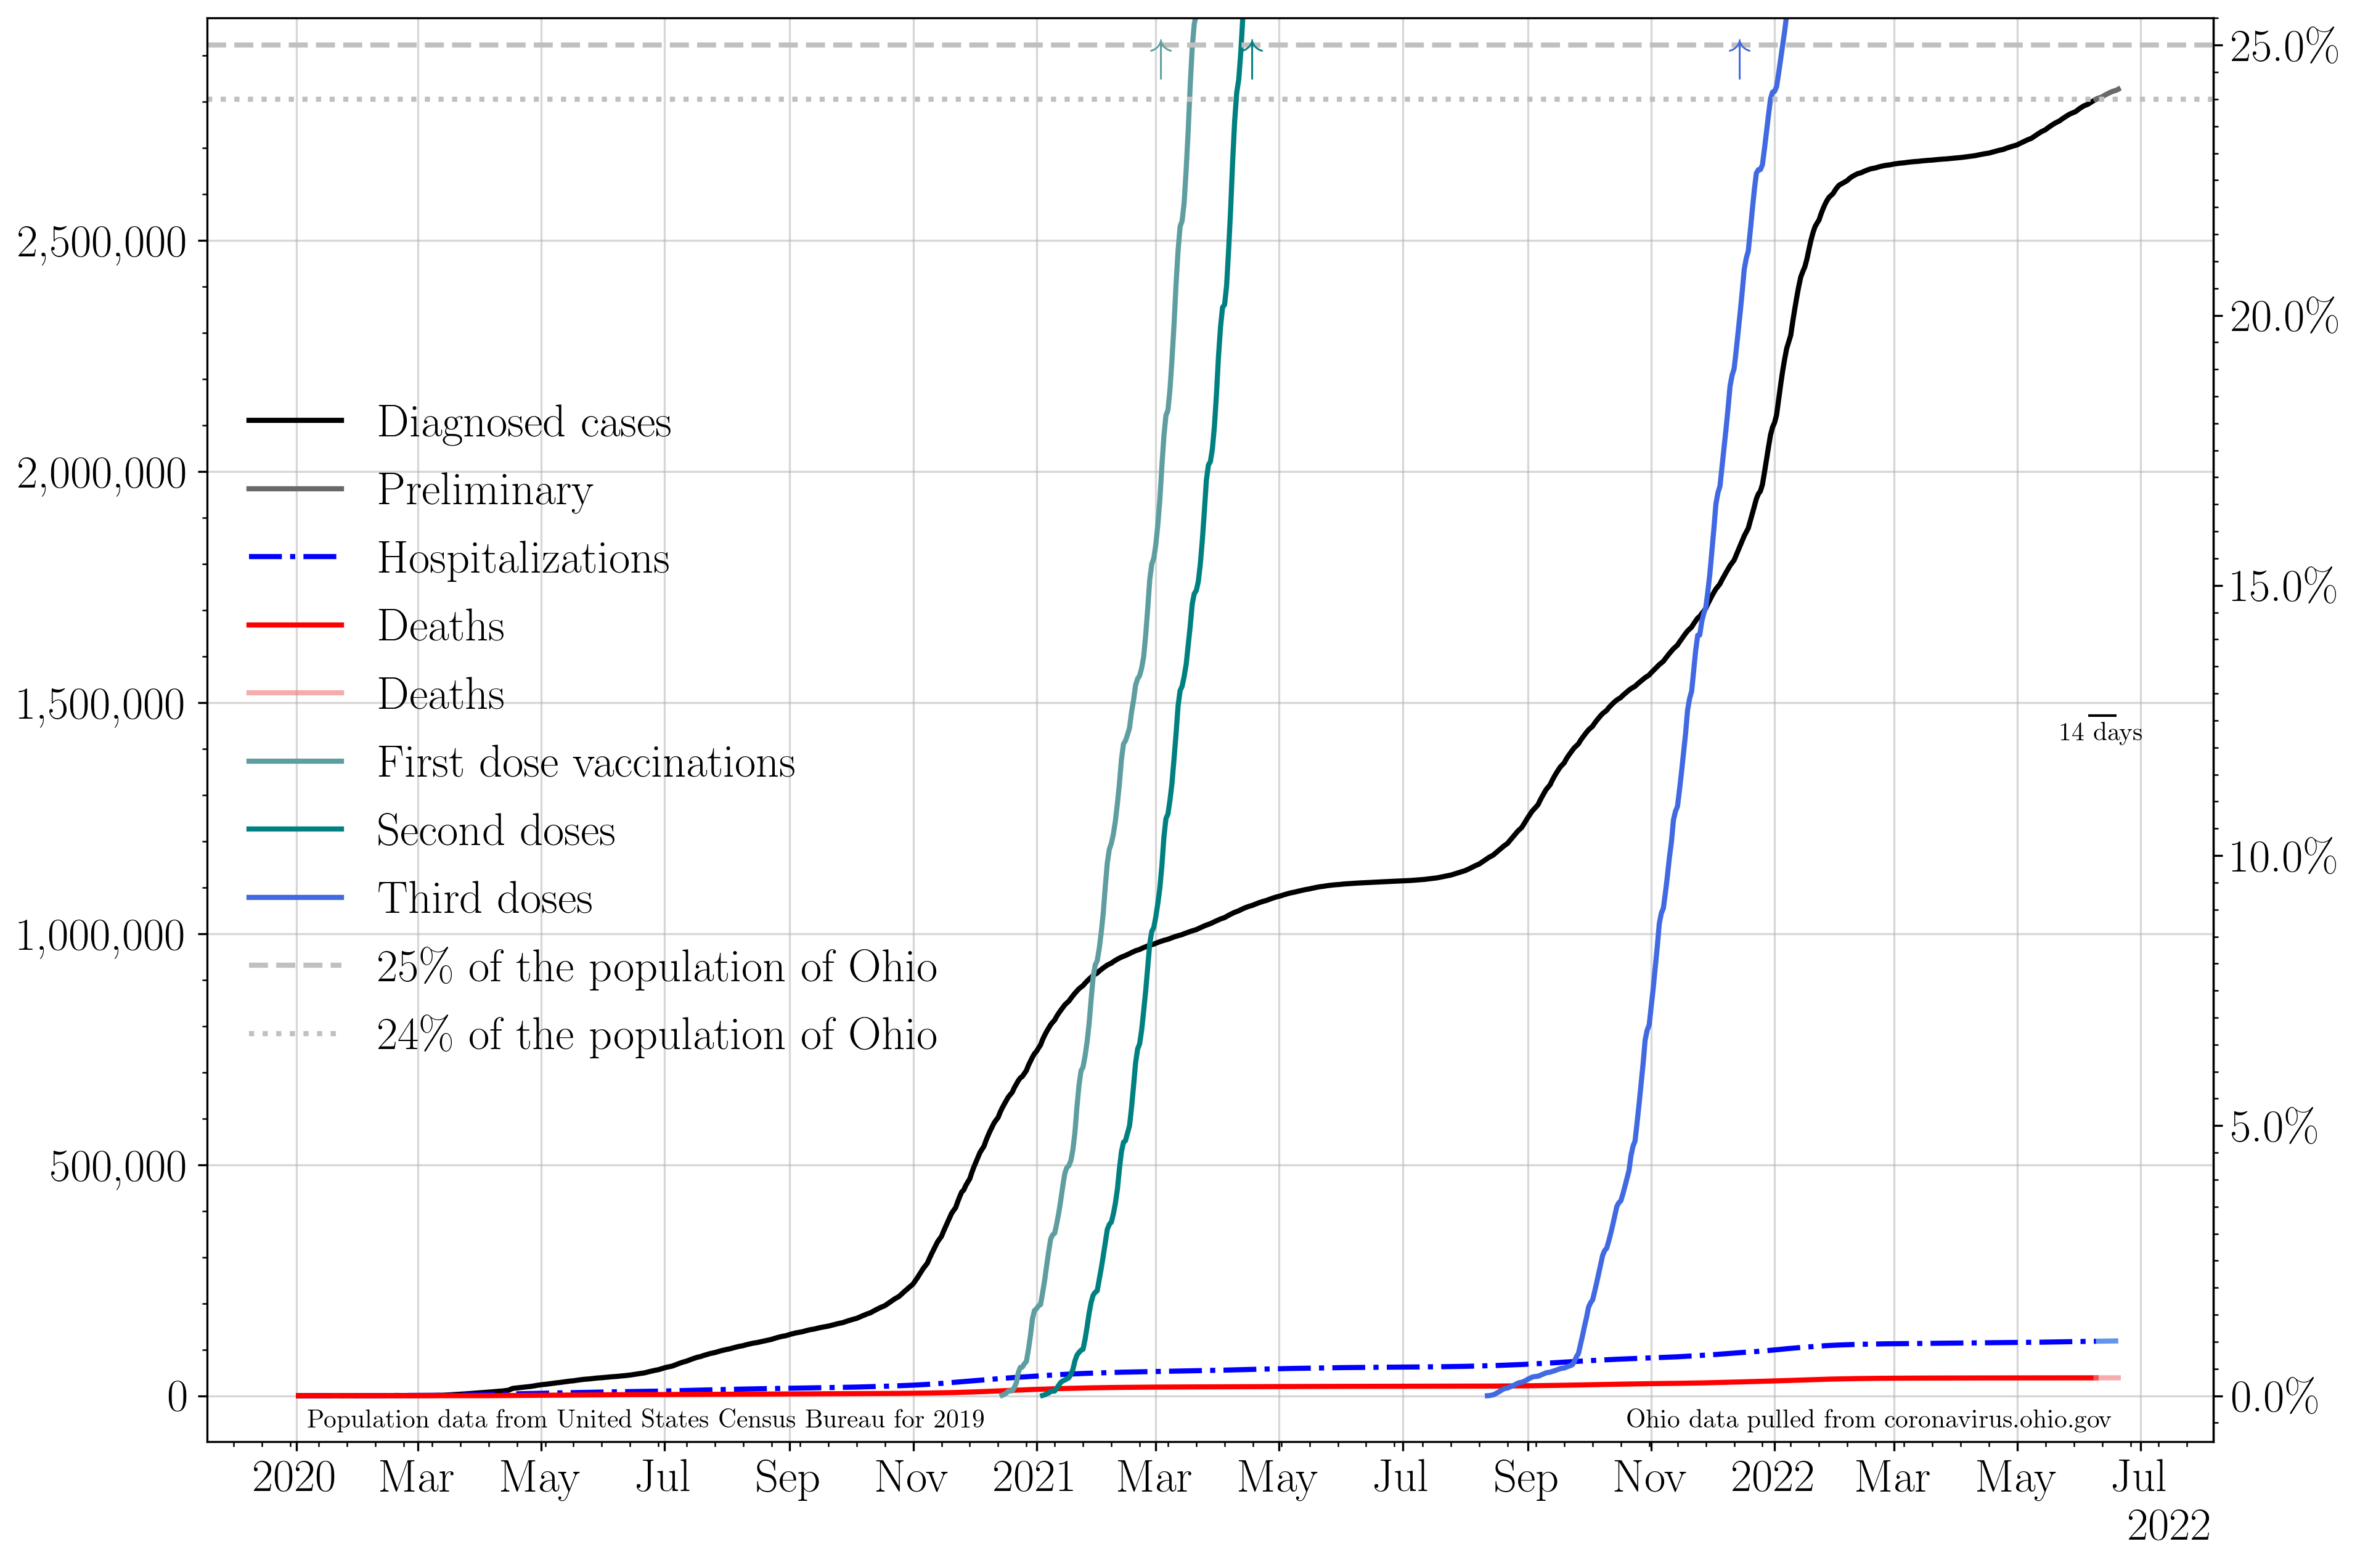 25.0%
20.0%
15.0%
10.0%
5.0%
0.0%
2,500,000
2,000,000
1,500,000
1,000,000
500,000
0
Diagnosed cases
Preliminary
Hospitalizations
Deaths
Deaths
First dose vaccinations
Second doses
Third doses
25% of the population of Ohio
24% of the population of Ohio
14 days
Population data from United States Census Bureau for 2019
Ohio data pulled from coronavirus.ohio.gov
2020 Mar May Jul Sep Nov 2021 Mar May Jul Sep Nov 2022 Mar May Jul
2022